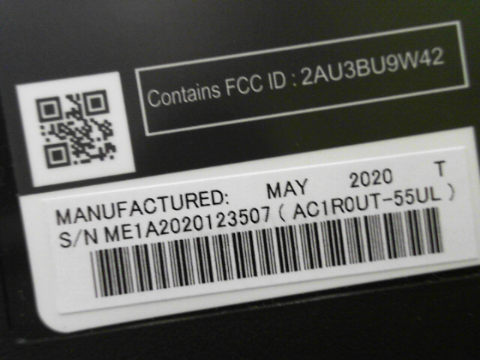 Contains FCC ID : 2AU3BU9W42
MANUFACTURED: MAY 2020 T
S/N ME1A2020123507 ( AC1R0UT-55UL )